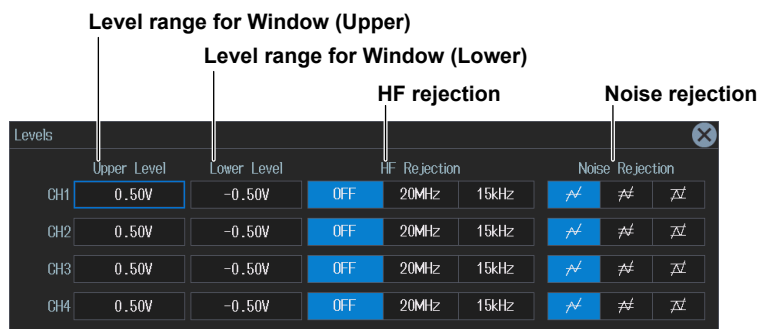 Level range for Window (Upper)
Level range for Window (Lower)
HF rejection Noise rejection
Levels
Upper Level Lower Level HF Rejection Noise Rejection
CH1 0.50V -0.50V OFF 20MHz 15kHz
CH2 0.50V -0.50V OFF 20MHz 15kHz
CH3 0.50V -0.50V OFF 20MHz 15kHz
CH4 0.50V -0.50V OFF 20MHz 15kHz